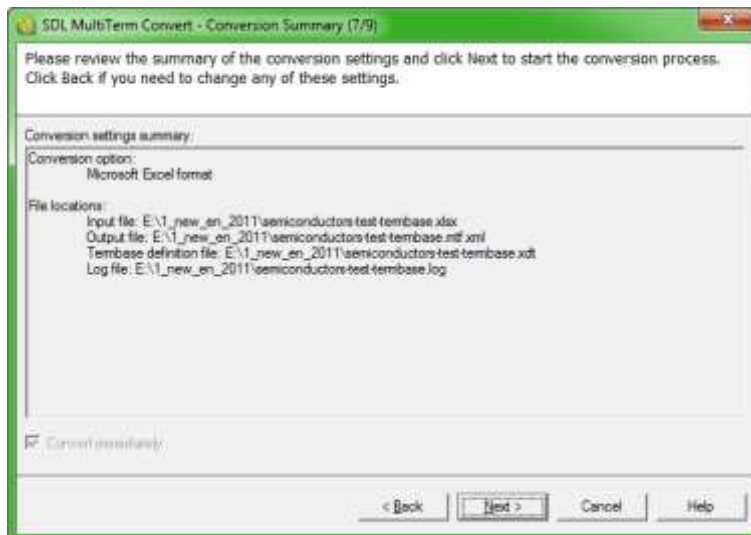 SDL MultiTerm Convert - Conversion Summary (7/9)
Please review the summary of the conversion settings and click Next to start the conversion process.
Click Back if you need to change any of these settings.
Conversion settings summary:
Conversion option:
Microsoft Excel format
File locations:
Input file: E:\1_new_en_2011\semiconductors-test-termbase.xlsx
Output file: E:\1_new_en_2011\semiconductors-test-termbase.mtf.xml
Termbase definition file: E:\1_new_en_2011\semiconductors-test-termbase.xdt
Log file: E:\1_new_en_2011\semiconductors-test-termbase.log
Convert immediately
< Back
Next >
Cancel
Help